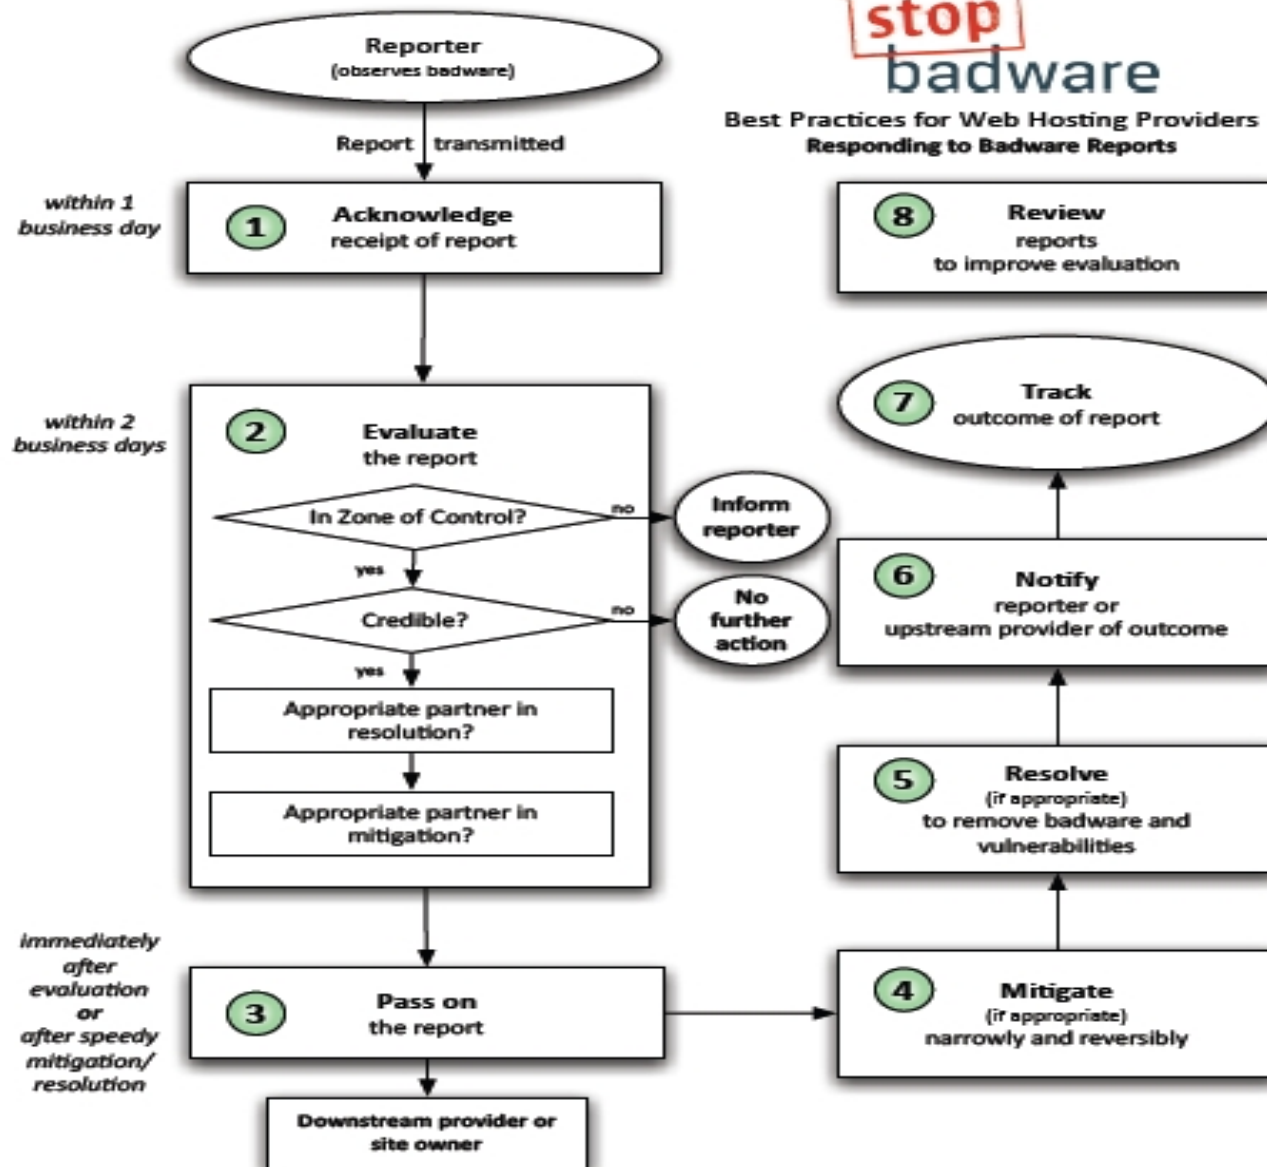 stop
badware
Best Practices for Web Hosting Providers
Responding to Badware Reports
Reporter
(observes badware)
Report transmitted
within 1
business day
1
Acknowledge
receipt of report
within 2
business days
2
Evaluate
the report
In Zone of Control?
no
Inform
reporter
yes
Credible?
no
No
further
action
yes
Appropriate partner in
resolution?
Appropriate partner in
mitigation?
immediately
after
evaluation
or
after speedy
mitigation/
resolution
3
Pass on
the report
Downstream provider or
site owner
4
Mitigate
(if appropriate)
narrowly and reversibly
5
Resolve
(if appropriate)
to remove badware and
vulnerabilities
6
Notify
reporter or
upstream provider of outcome
7
Track
outcome of report
8
Review
reports
to improve evaluation